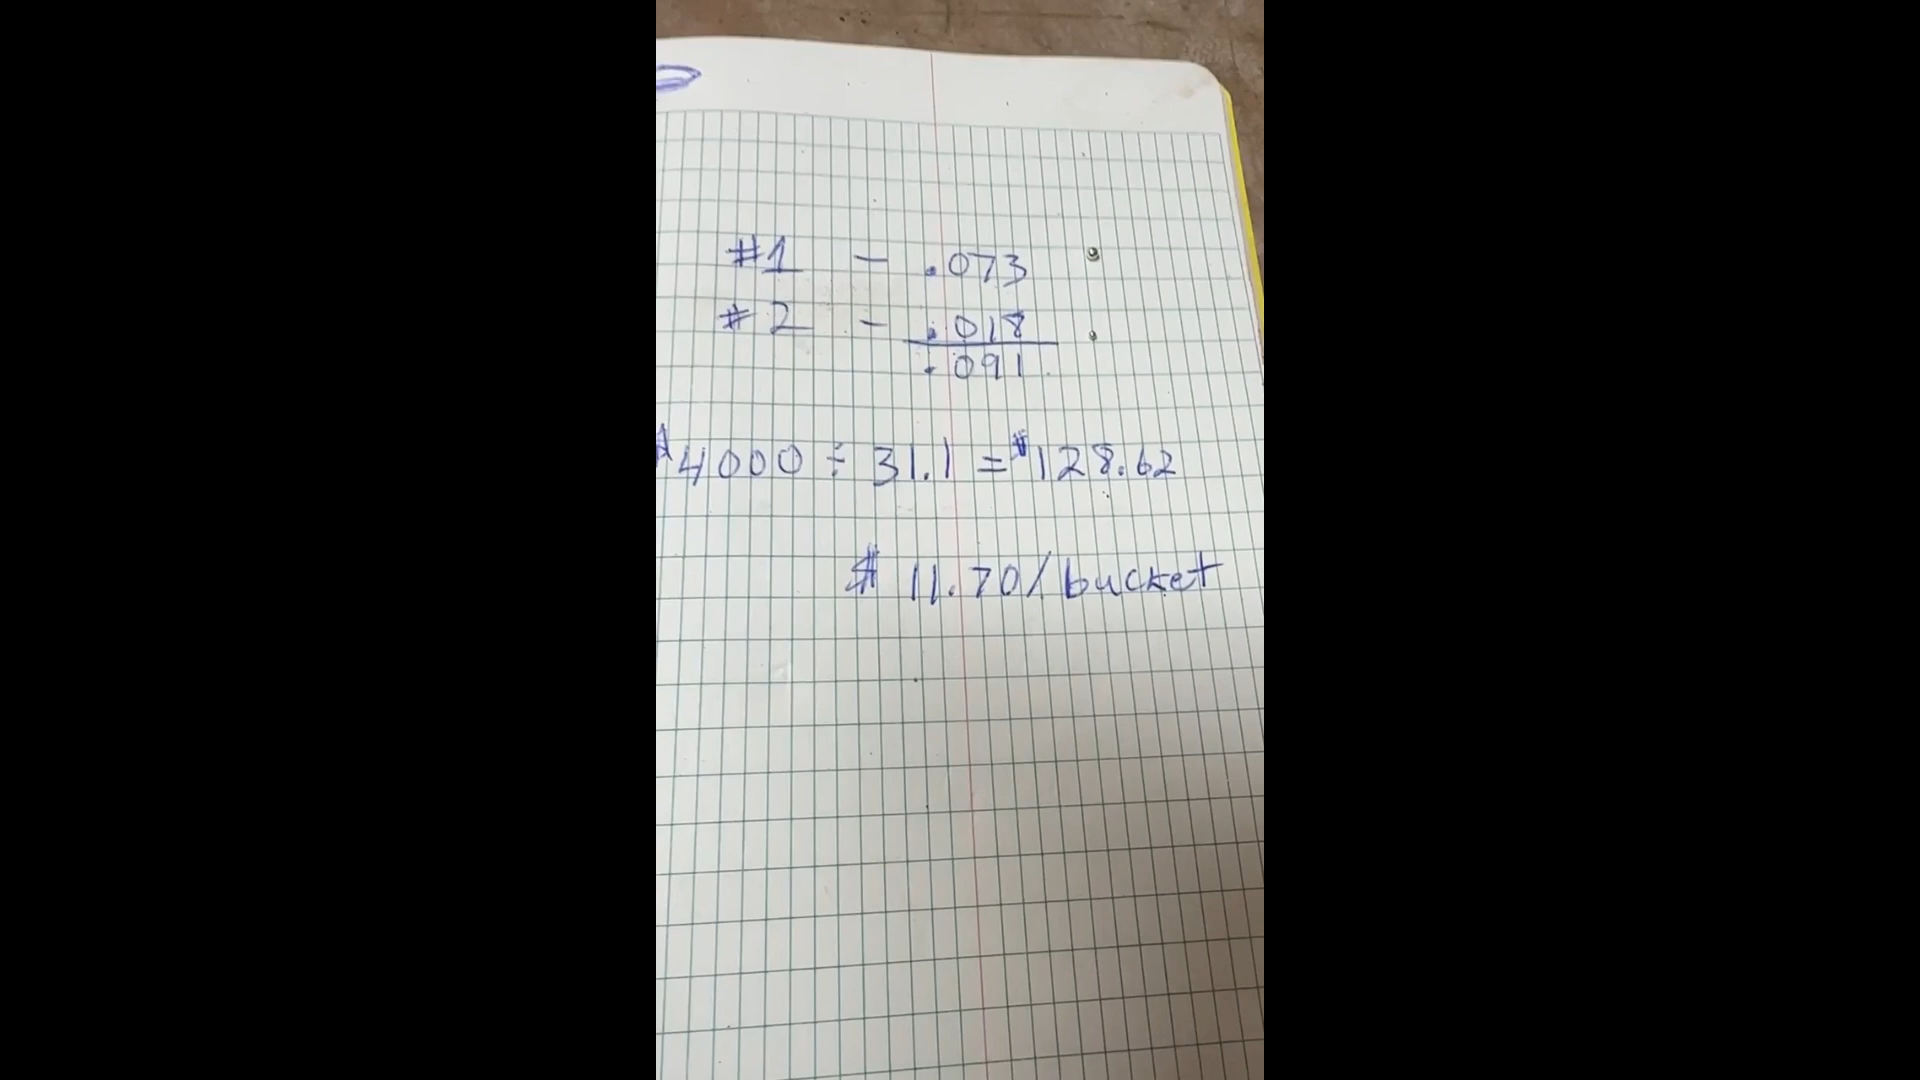 #1 - .073
#2 - .018
.091
$4000 ÷ 31.1 = $128.62
$ 11.70/bucket